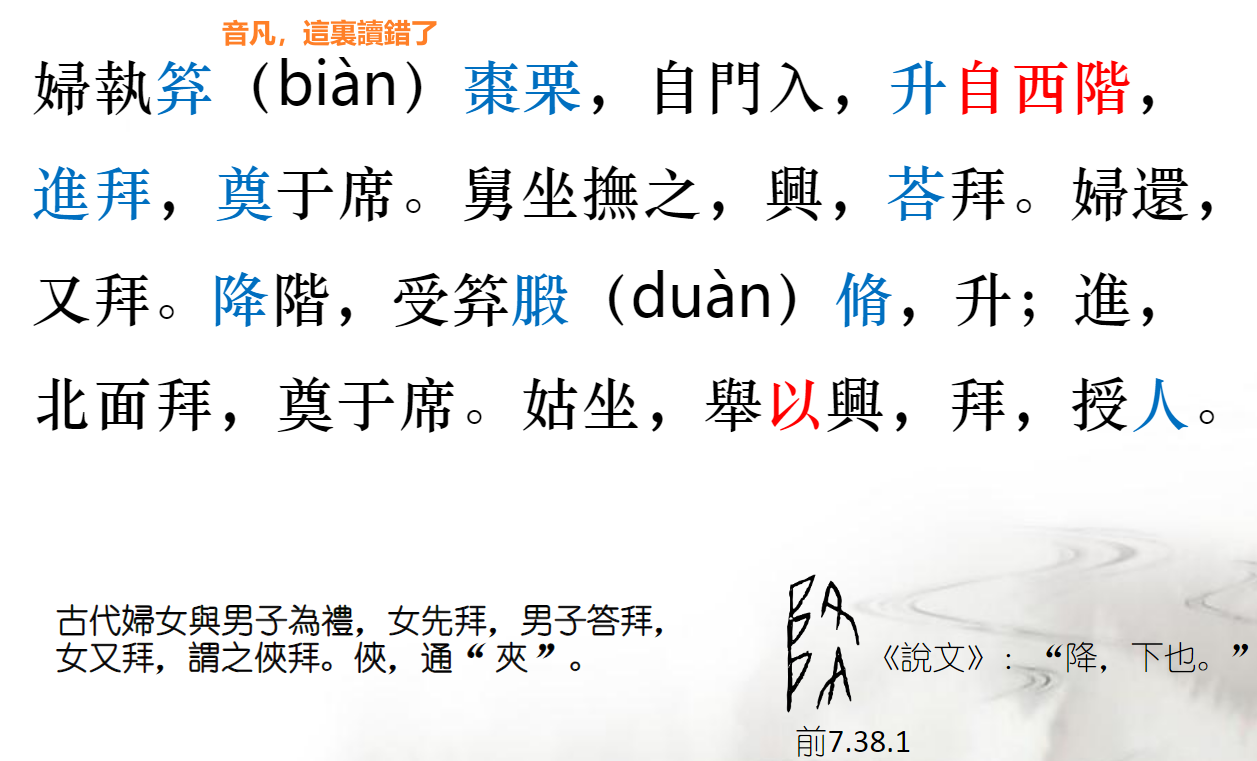 音凡，這裏讀錯了
婦執笲（biàn）棗栗，自門入，升自西階，
進拜，奠于席。舅坐撫之，興，荅拜。婦還，
又拜。降階，受笲腶（duàn）脩，升；進，
北面拜，奠于席。姑坐，舉以興，拜，授人。
古代婦女與男子為禮，女先拜，男子答拜，
女又拜，謂之俠拜。俠，通“夾”。
《說文》：“降，下也。”
前7.38.1